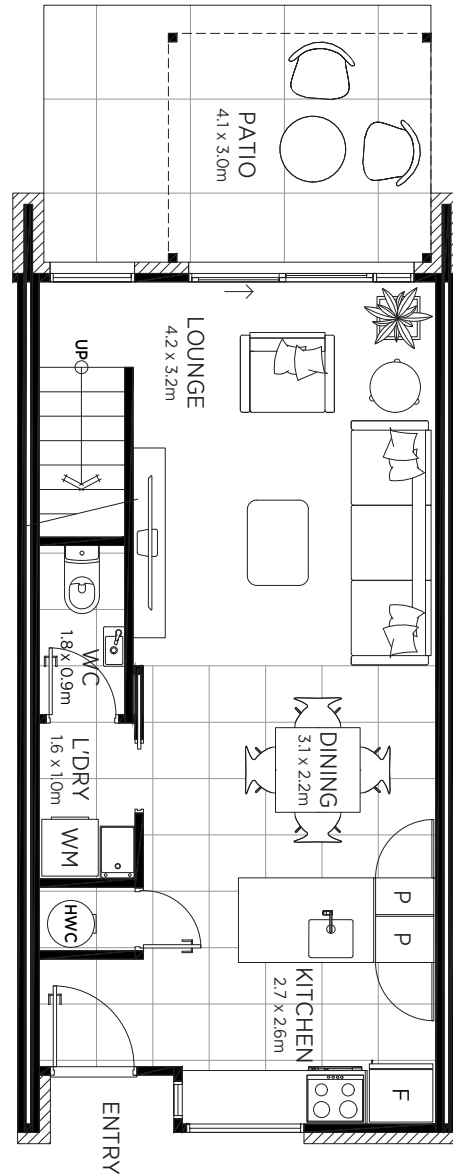 PATIO
4.1 x 3.0m
LOUNGE
4.2 x 3.2m
UP
WC
1.8 x 0.9m
L'DRY
1.6 x 1.0m
WM
HWC
DINING
3.1 x 2.2m
P
P
KITCHEN
2.7 x 2.6m
F
ENTRY